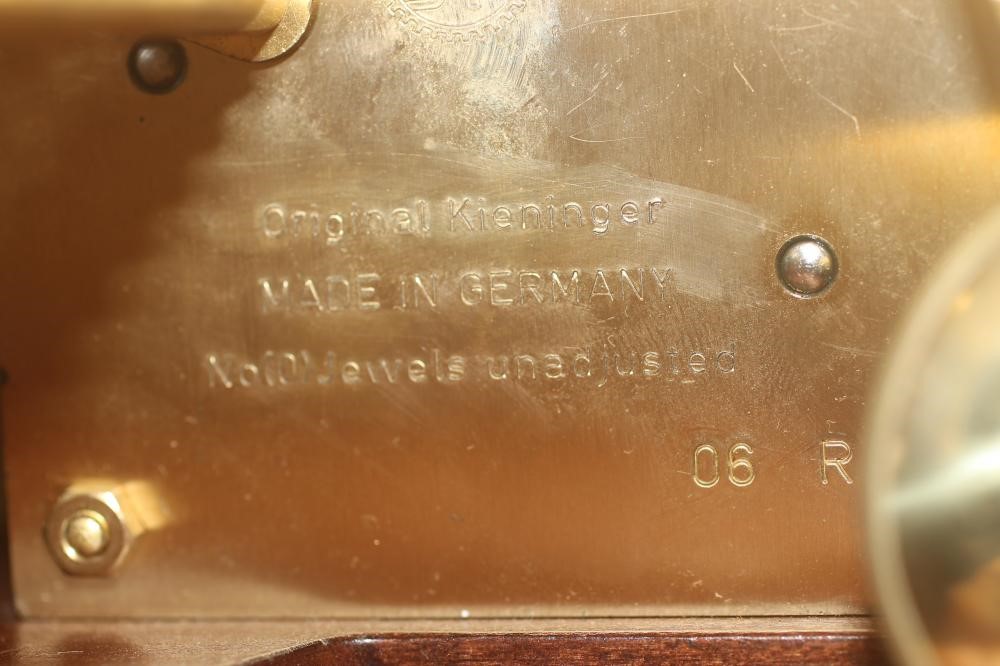 Original Kieninger
MADE IN GERMANY
No(0)Jewels unadjusted
06 R